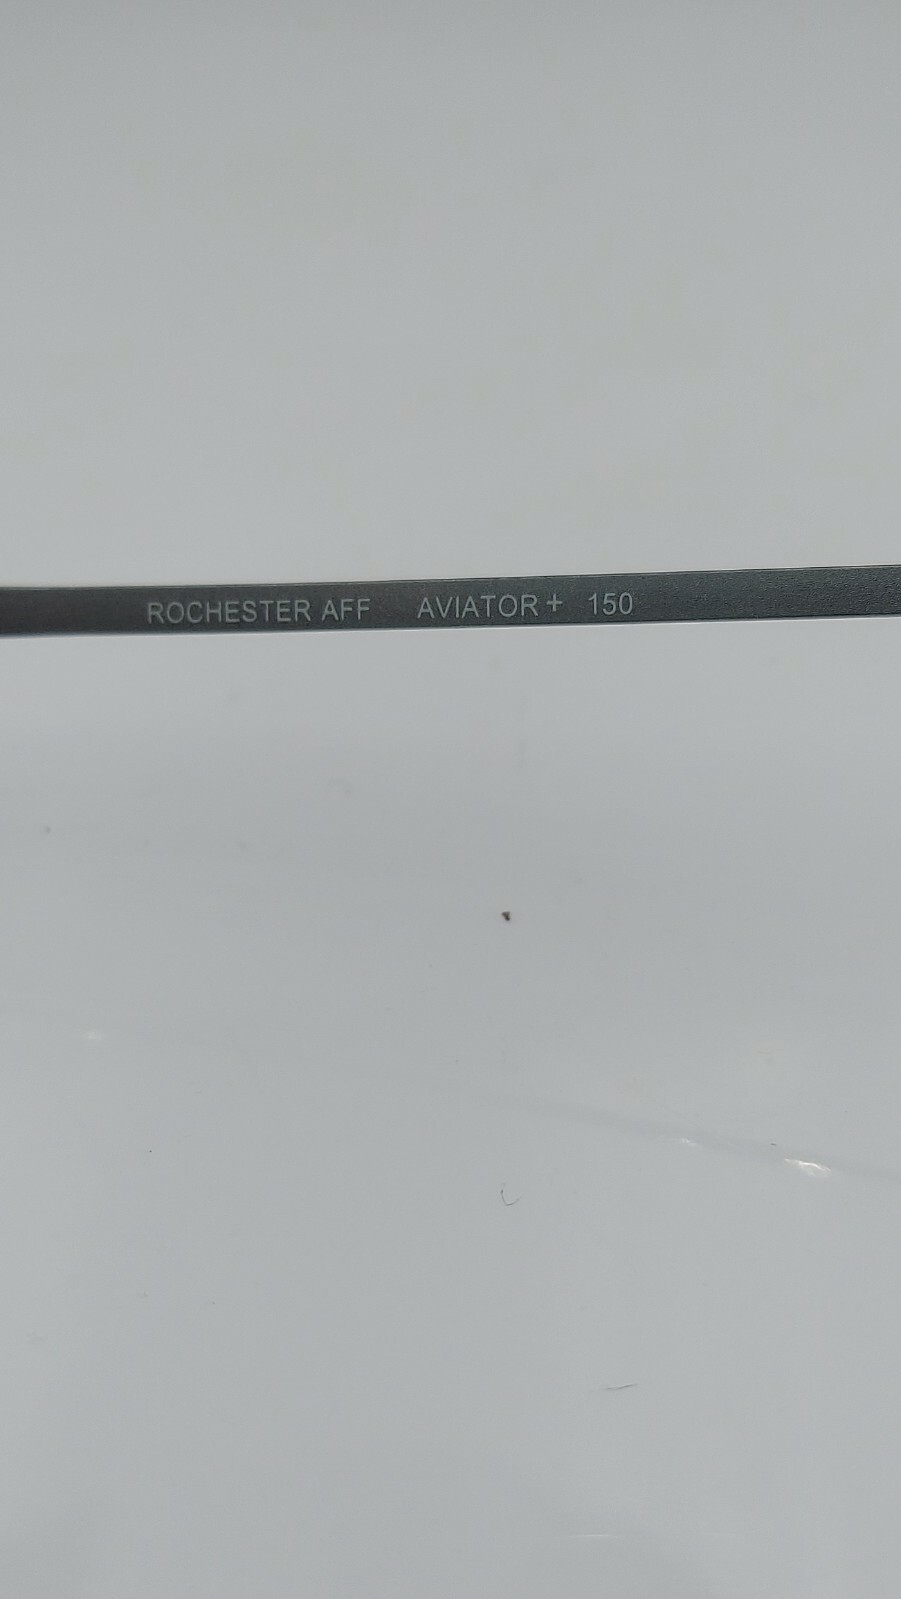 ROCHESTER AFF AVIATOR + 150